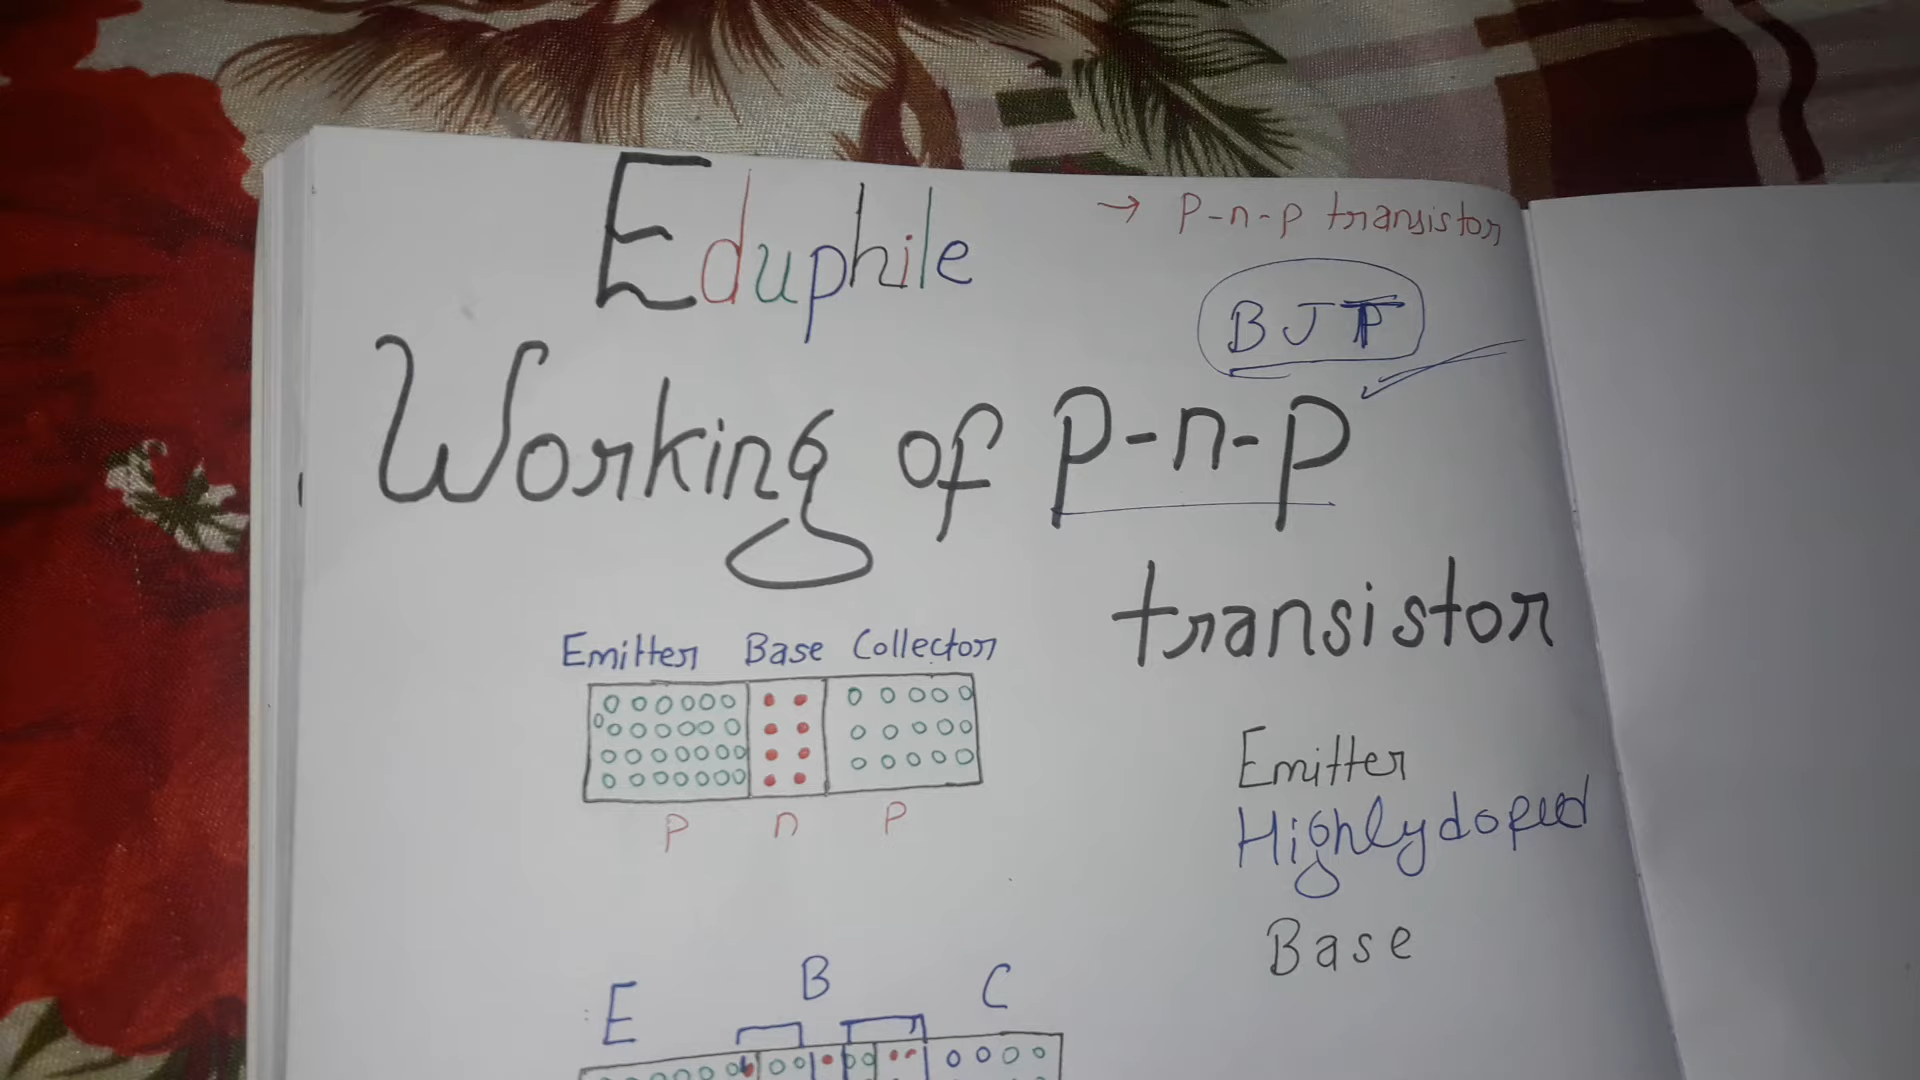 Eduphile
→ P-n-p transistor
BJT
Working of p-n-p
transistor
Emitter Base Collector
P n P
Emitter
Highly doped
Base
E B C